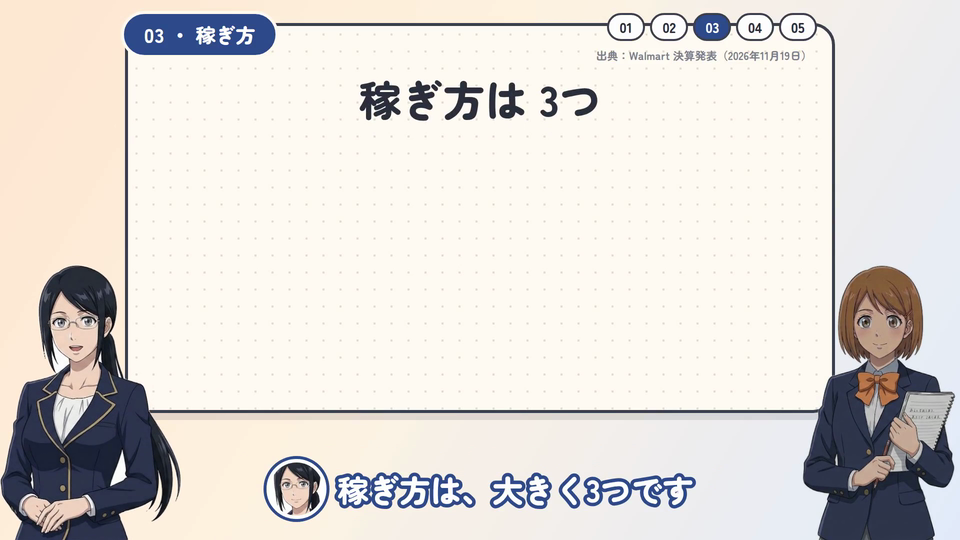 03 ・ 稼ぎ方
01 02 03 04 05
出典：Walmart 決算発表（2026年11月19日）
稼ぎ方は 3つ
稼ぎ方は、大きく3つです